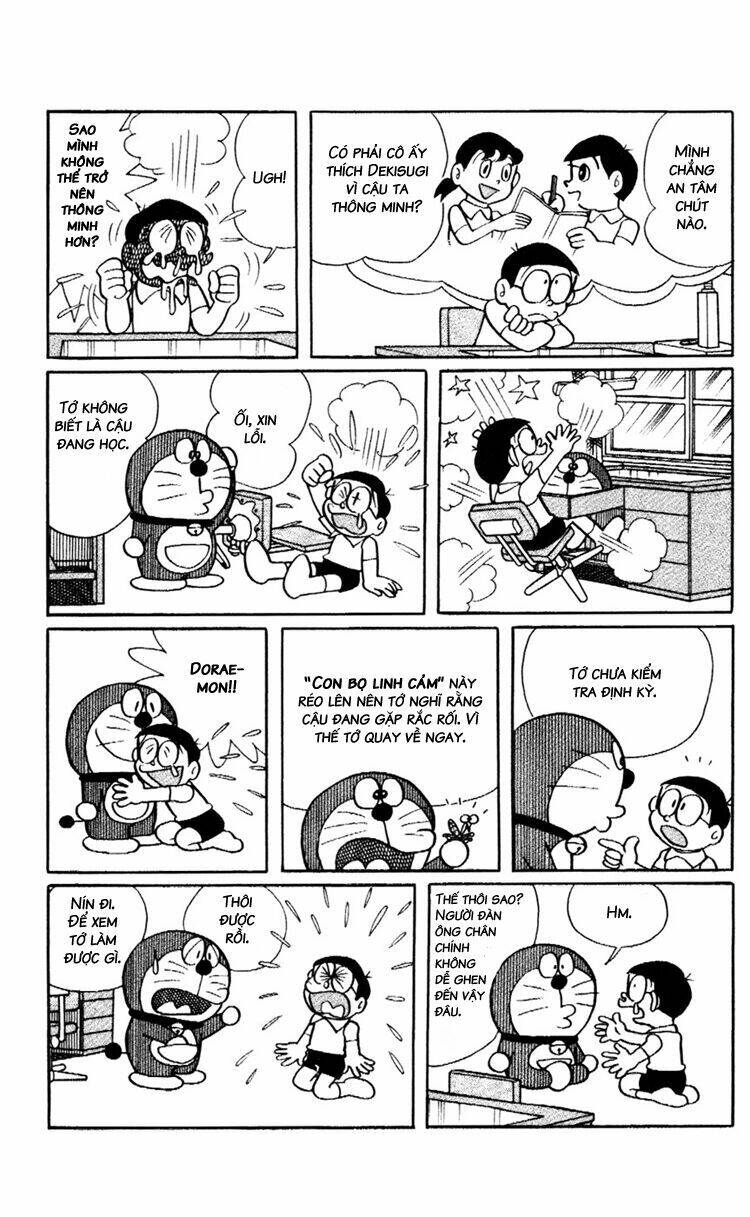 MÌNH
CHẲNG
AN TÂM
CHÚT
NÀO.
CÓ PHẢI CÔ ẤY
THÍCH DEKISUGI
VÌ CẬU TA
THÔNG MINH?
UGH!
SAO
MÌNH
KHÔNG
THỂ TRỞ
NÊN
THÔNG
MINH
HƠN?
ỐI, XIN
LỖI.
TỚ KHÔNG
BIẾT LÀ CẬU
ĐANG HỌC.
TỚ CHƯA KIỂM
TRA ĐỊNH KỲ.
“CON BỌ LINH CẢM” NÀY
RÉO LÊN NÊN TỚ NGHĨ RẰNG
CẬU ĐANG GẶP RẮC RỐI. VÌ
THẾ TỚ QUAY VỀ NGAY.
DORAE-
MON!!
HM.
THẾ THÔI SAO?
NGƯỜI ĐÀN
ÔNG CHÂN
CHÍNH
KHÔNG
DỄ GHEN
ĐẾN VẬY
ĐÂU.
THÔI
ĐƯỢC
RỒI.
NÍN ĐI.
ĐỂ XEM
TỚ LÀM
ĐƯỢC GÌ.